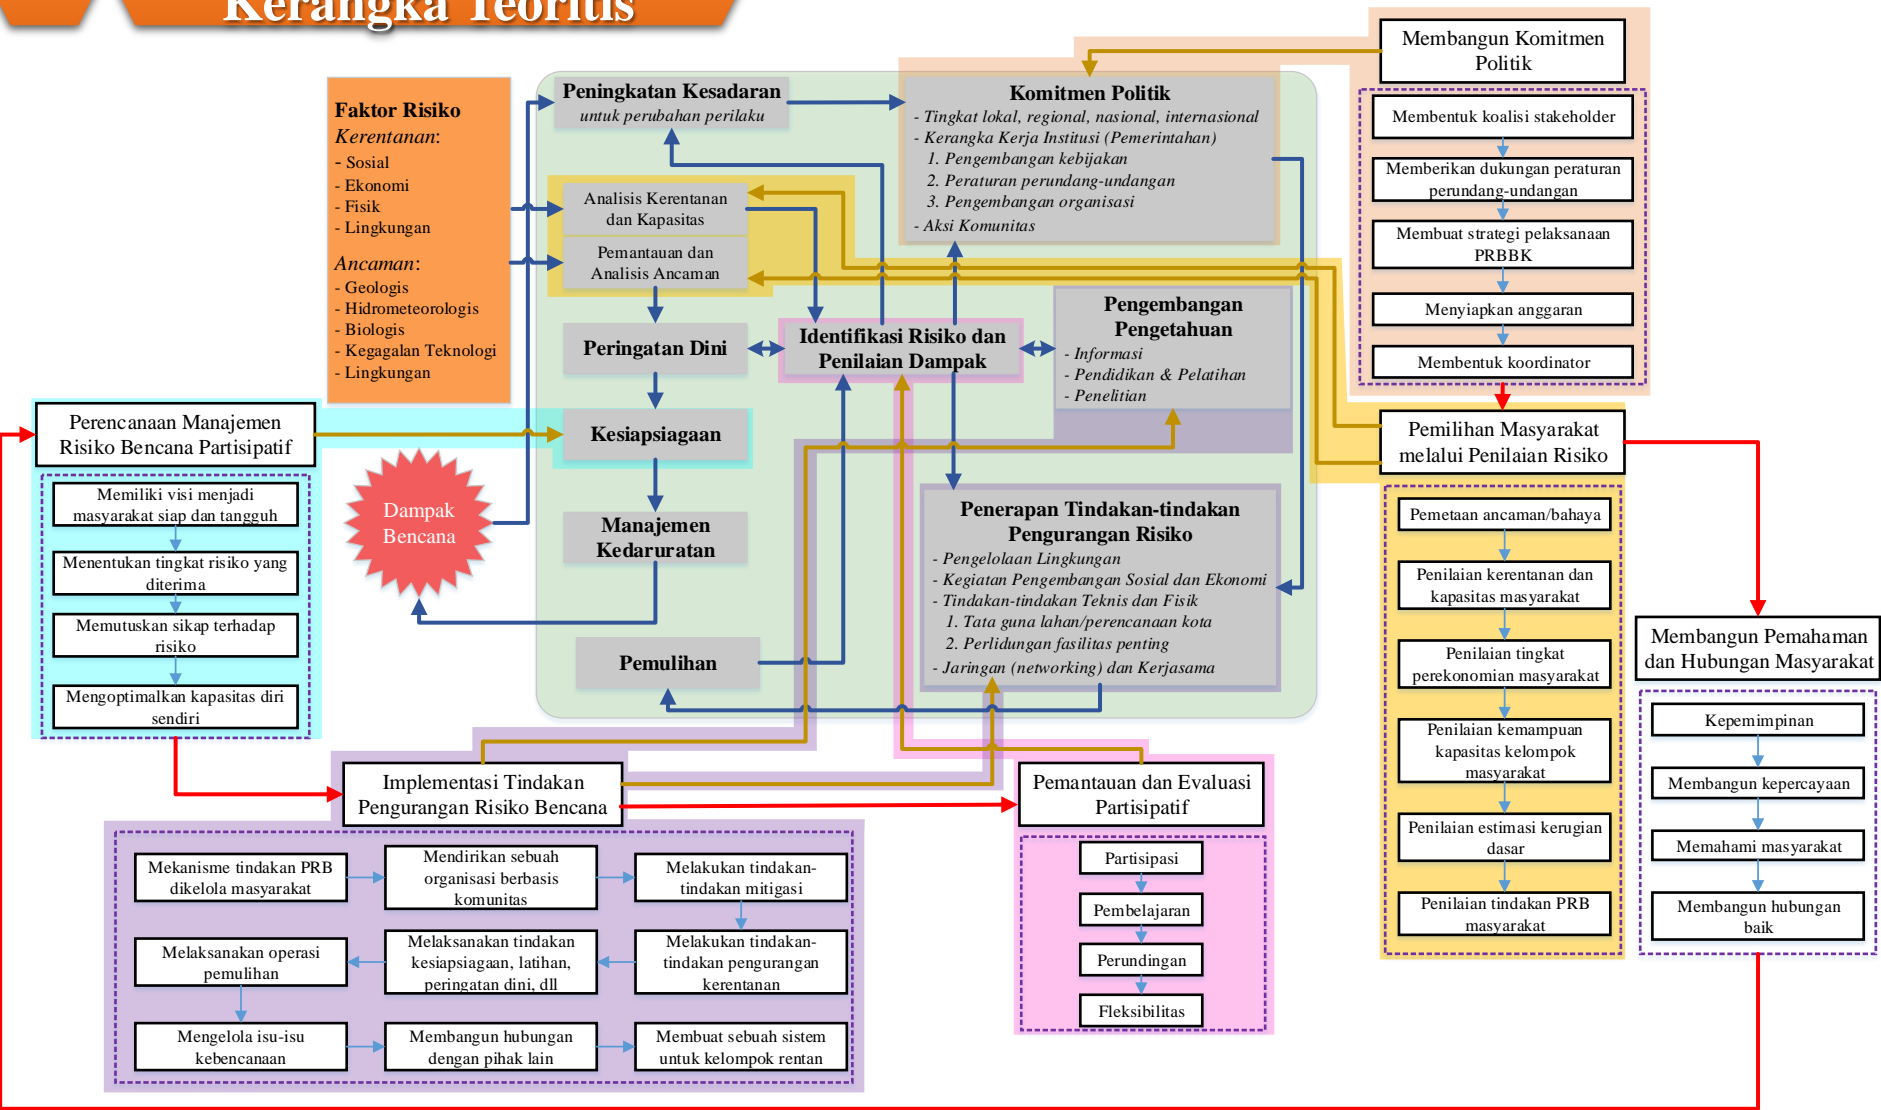 Kerangka Teoritis
Membangun Komitmen
Politik
Membentuk koalisi stakeholder
Memberikan dukungan peraturan
perundang-undangan
Membuat strategi pelaksanaan
PRBBK
Menyiapkan anggaran
Membentuk koordinator
Faktor Risiko
Kerentanan:
- Sosial
- Ekonomi
- Fisik
- Lingkungan
Ancaman:
- Geologis
- Hidrometeorologis
- Biologis
- Kegagalan Teknologi
- Lingkungan
Peningkatan Kesadaran
untuk perubahan perilaku
Komitmen Politik
- Tingkat lokal, regional, nasional, internasional
- Kerangka Kerja Institusi (Pemerintahan)
1. Pengembangan kebijakan
2. Peraturan perundang-undangan
3. Pengembangan organisasi
- Aksi Komunitas
Analisis Kerentanan
dan Kapasitas
Pemantauan dan
Analisis Ancaman
Peringatan Dini
Identifikasi Risiko dan
Penilaian Dampak
Pengembangan
Pengetahuan
- Informasi
- Pendidikan & Pelatihan
- Penelitian
Kesiapsiagaan
Manajemen
Kedaruratan
Dampak
Bencana
Penerapan Tindakan-tindakan
Pengurangan Risiko
- Pengelolaan Lingkungan
- Kegiatan Pengembangan Sosial dan Ekonomi
- Tindakan-tindakan Teknis dan Fisik
1. Tata guna lahan/perencanaan kota
2. Perlidungan fasilitas penting
- Jaringan (networking) dan Kerjasama
Pemulihan
Perencanaan Manajemen
Risiko Bencana Partisipatif
Memiliki visi menjadi
masyarakat siap dan tangguh
Menentukan tingkat risiko yang
diterima
Memutuskan sikap terhadap
risiko
Mengoptimalkan kapasitas diri
sendiri
Pemilihan Masyarakat
melalui Penilaian Risiko
Pemetaan ancaman/bahaya
Penilaian kerentanan dan
kapasitas masyarakat
Penilaian tingkat
perekonomian masyarakat
Penilaian kemampuan
kapasitas kelompok
masyarakat
Penilaian estimasi kerugian
dasar
Penilaian tindakan PRB
masyarakat
Membangun Pemahaman
dan Hubungan Masyarakat
Kepemimpinan
Membangun kepercayaan
Memahami masyarakat
Membangun hubungan
baik
Implementasi Tindakan
Pengurangan Risiko Bencana
Mekanisme tindakan PRB
dikelola masyarakat
Mendirikan sebuah
organisasi berbasis
komunitas
Melakukan tindakan-
tindakan mitigasi
Melaksanakan operasi
pemulihan
Melaksanakan tindakan
kesiapsiagaan, latihan,
peringatan dini, dll
Melakukan tindakan-
tindakan pengurangan
kerentanan
Mengelola isu-isu
kebencanaan
Membangun hubungan
dengan pihak lain
Membuat sebuah sistem
untuk kelompok rentan
Pemantauan dan Evaluasi
Partisipatif
Partisipasi
Pembelajaran
Perundingan
Fleksibilitas